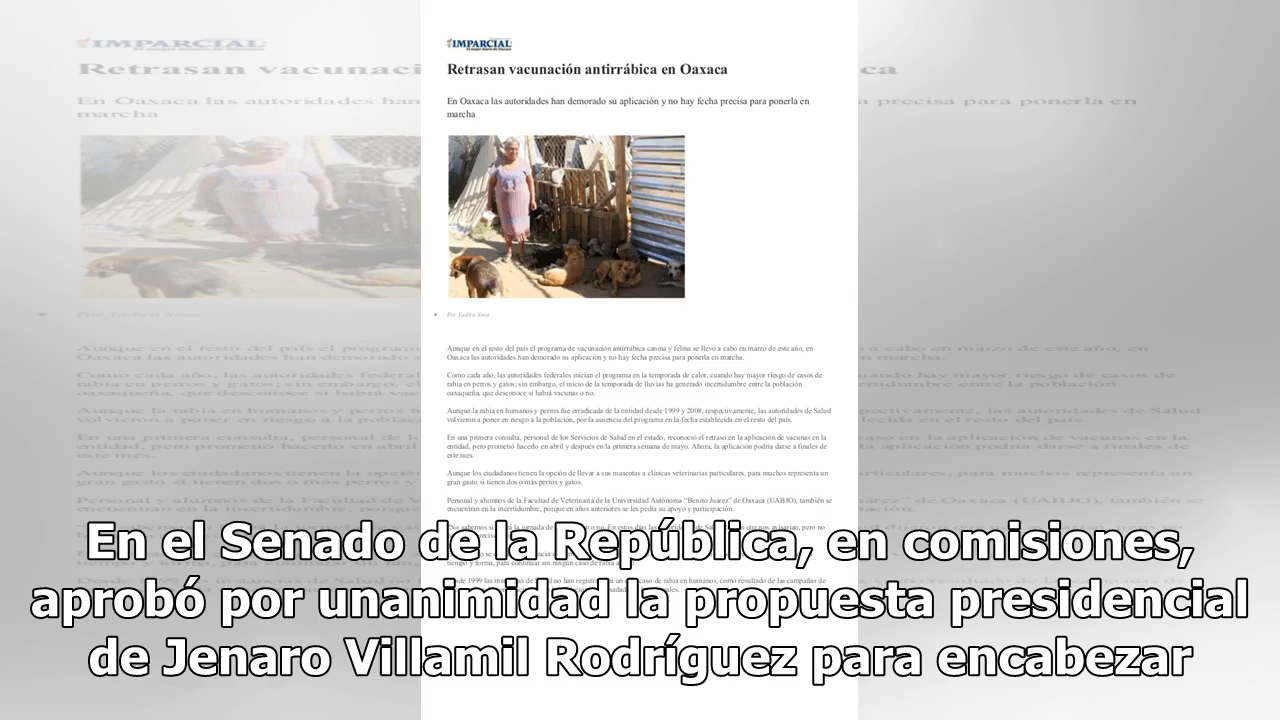 IMPARCIAL
El mejor diario de Oaxaca
Retrasan vacunación antirrábica en Oaxaca
En Oaxaca las autoridades han demorado su aplicación y no hay fecha precisa para ponerla en
marcha
Por Yadira Sosa
Aunque en el resto del país el programa de vacunación antirrábica canina y felina se llevó a cabo en marzo de este año, en
Oaxaca las autoridades han demorado su aplicación y no hay fecha precisa para ponerla en marcha.
Como cada año, las autoridades federales inician el programa en la temporada de calor, cuando hay mayor riesgo de casos de
rabia en perros y gatos; sin embargo, el inicio de la temporada de lluvias ha generado incertidumbre entre la población
oaxaqueña, que desconoce si habrá vacunas o no.
Aunque la rabia en humanos y perros fue erradicada de la entidad desde 1999 y 2008, respectivamente, las autoridades de Salud
volvieron a poner en riesgo a la población, por la ausencia del programa en la fecha establecida en el resto del país.
En una primera consulta, personal de los Servicios de Salud en el estado, reconoció el retraso en la aplicación de vacunas en la
entidad, pero prometió hacerlo en abril y después en la primera semana de mayo. Ahora, la aplicación podría darse a finales de
este mes.
Aunque los ciudadanos tienen la opción de llevar a sus mascotas a clínicas veterinarias particulares, para muchos representa un
gran gasto si tienen dos o más perros y gatos.
Personal y alumnos de la Facultad de Veterinaria de la Universidad Autónoma “Benito Juárez” de Oaxaca (UABJO), también se
encuentran en la incertidumbre, porque en años anteriores se les pedía su apoyo y participación.
En el Senado de la República, en comisiones,
aprobó por unanimidad la propuesta presidencial
de Jenaro Villamil Rodríguez para encabezar